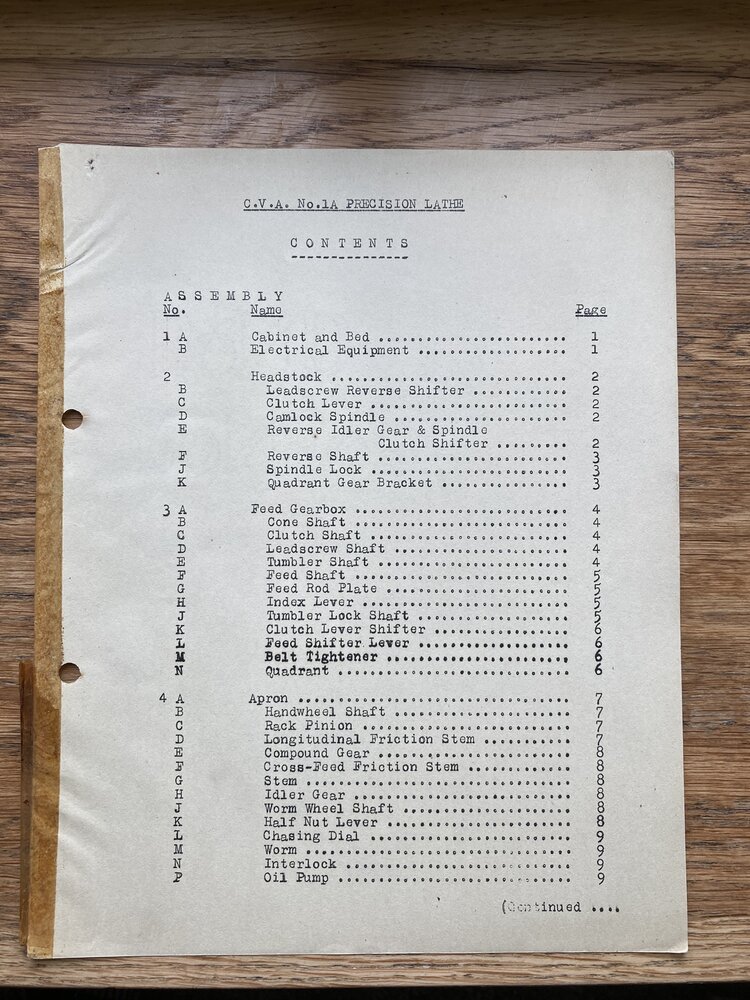 C.V.A. No.1A PRECISION LATHE
C O N T E N T S
A S S E M B L Y
No. Name Page
1 A Cabinet and Bed ........................ 1
B Electrical Equipment ................... 1
2 Headstock .............................. 2
B Leadscrew Reverse Shifter ............. 2
C Clutch Lever .......................... 2
D Camlock Spindle ....................... 2
E Reverse Idler Gear & Spindle
Clutch Shifter ......... 2
F Reverse Shaft ......................... 3
J Spindle Lock .......................... 3
K Quadrant Gear Bracket ................. 3
3 A Feed Gearbox ........................... 4
B Cone Shaft ............................ 4
C Clutch Shaft .......................... 4
D Leadscrew Shaft ....................... 4
E Tumbler Shaft ......................... 4
F Feed Shaft ............................ 5
G Feed Rod Plate ........................ 5
H Index Lever ........................... 5
J Tumbler Lock Shaft .................... 5
K Clutch Lever Shifter .................. 6
L Feed Shifter Lever .................... 6
M Belt Tightener ........................ 6
N Quadrant .............................. 6
4 A Apron .................................. 7
B Handwheel Shaft ....................... 7
C Rack Pinion ........................... 7
D Longitudinal Friction Stem ............ 7
E Compound Gear ......................... 8
F Cross-Feed Friction Stem .............. 8
G Stem .................................. 8
H Idler Gear ............................ 8
J Worm Wheel Shaft ...................... 8
K Half Nut Lever ........................ 8
L Chasing Dial .......................... 9
M Worm .................................. 9
N Interlock ............................. 9
P Oil Pump .............................. 9
(Continued ....